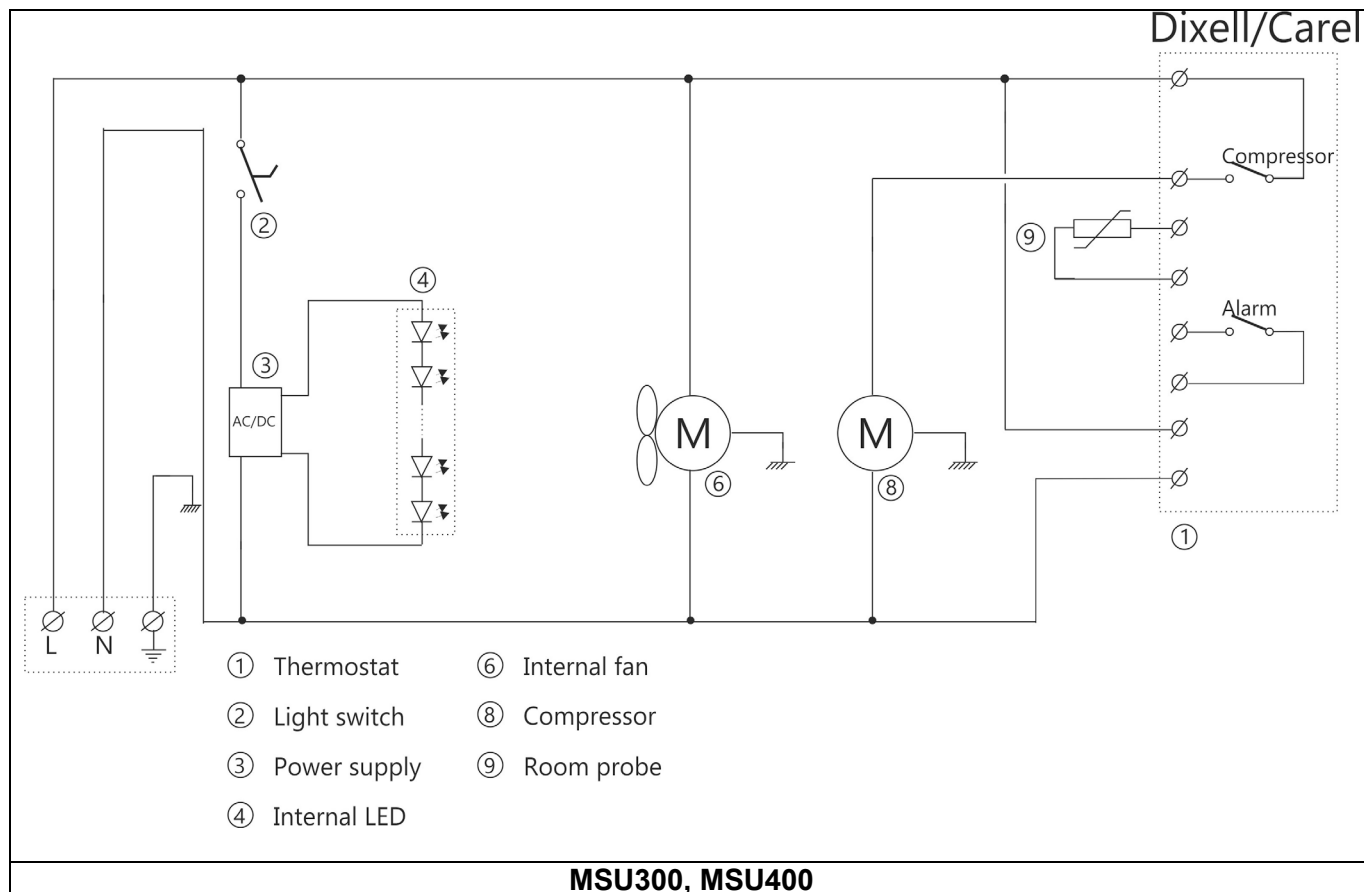 Dixell/Carel
Compressor
②
⑨
④
Alarm
③
AC/DC
M
M
⑥
⑧
①
L N
① Thermostat
② Light switch
③ Power supply
④ Internal LED
⑥ Internal fan
⑧ Compressor
⑨ Room probe
MSU300, MSU400